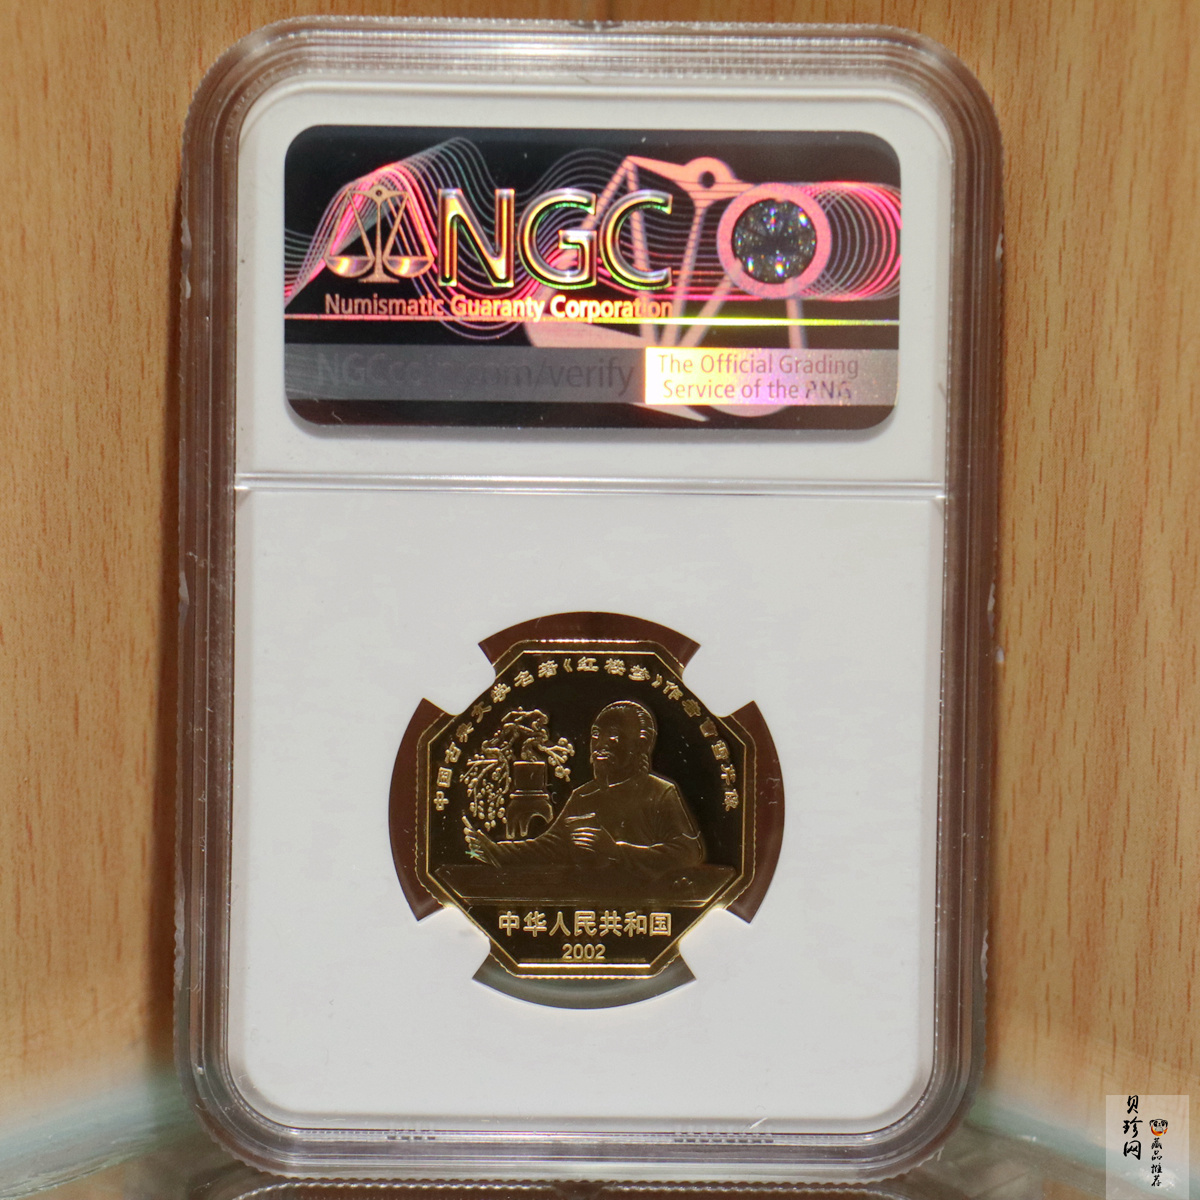 NGC
Numismatic Guaranty Corporation
NGCcoin.com/verify
The Official Grading
Service of the ANA
中国古典文学名著《红楼梦》作者曹雪芹像
中华人民共和国
2002
贝珍网
藏品推荐